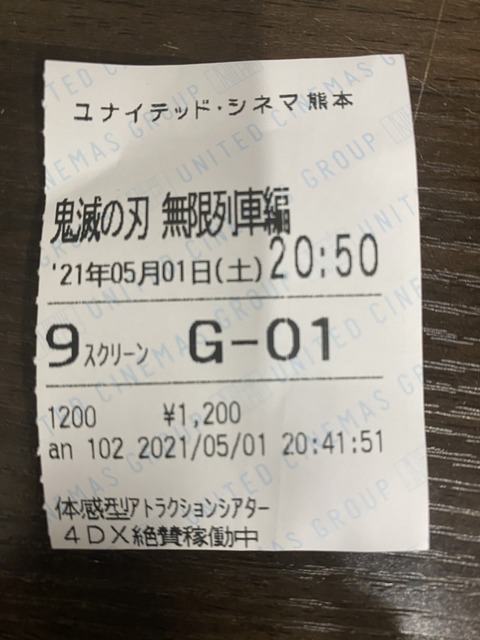 ユナイテッド・シネマ熊本
鬼滅の刃 無限列車編
'21年05月01日(土) 20:50
9スクリーン G-01
1200 ¥1,200
an 102 2021/05/01 20:41:51
体感型アトラクションシアター
4DX絶賛稼働中
UNITED CINEMAS GROUP